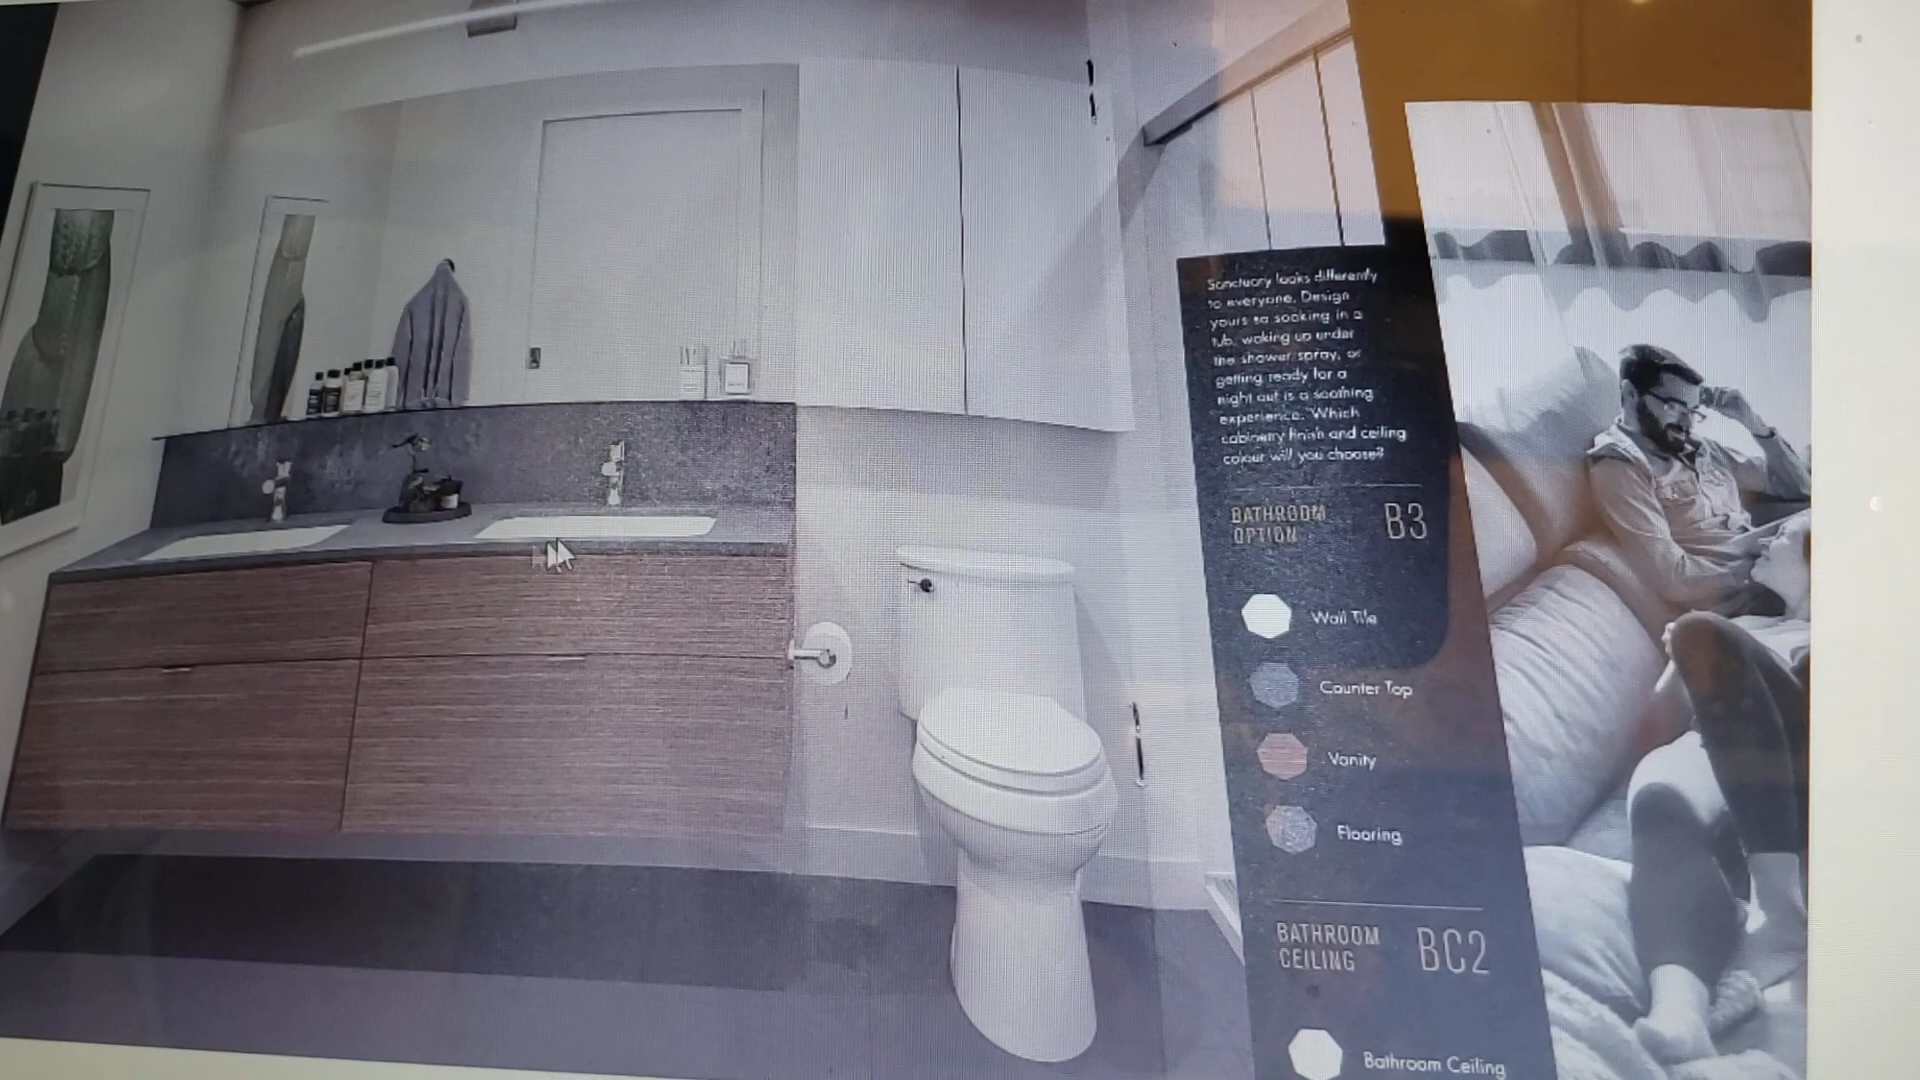 Sanctuary looks differently
to everyone. Design
yours so soaking in a
tub, waking up under
the shower spray, or
getting ready for a
night out is a soothing
experience. Which
cabinetry finish and ceiling
colour will you choose?
BATHROOM
OPTION
B3
Wall Tile
Counter Top
Vanity
Flooring
BATHROOM
CEILING
BC2
Bathroom Ceiling